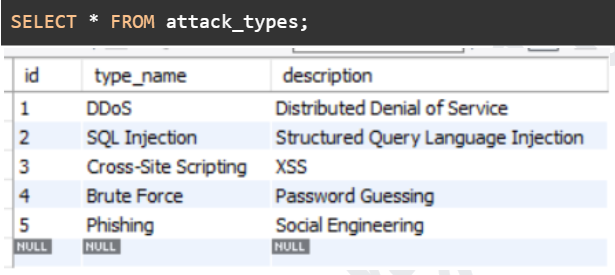 SELECT * FROM attack_types;
id type_name description
1 DDoS Distributed Denial of Service
2 SQL Injection Structured Query Language Injection
3 Cross-Site Scripting XSS
4 Brute Force Password Guessing
5 Phishing Social Engineering
NULL NULL NULL